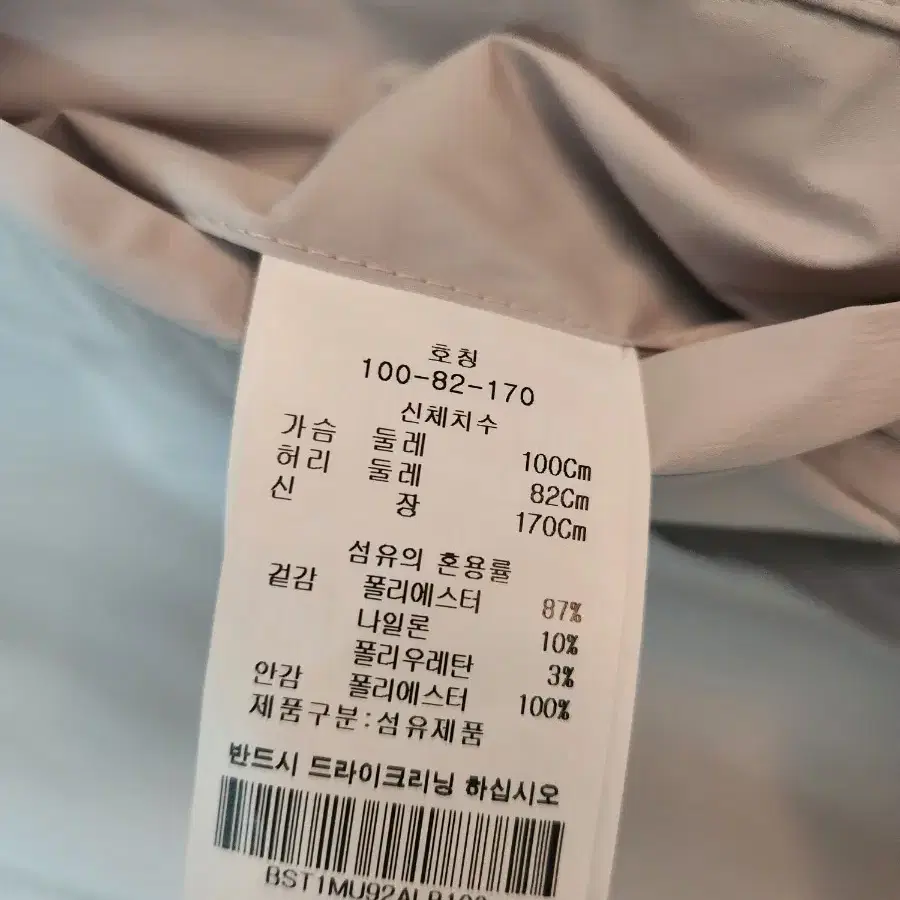 호칭
100-82-170
신체치수
가슴 둘레 100Cm
허리 둘레 82Cm
신 장 170Cm
섬유의 혼용률
겉감 폴리에스터 87%
나일론 10%
폴리우레탄 3%
안감 폴리에스터 100%
제품구분:섬유제품
반드시 드라이크리닝 하십시오